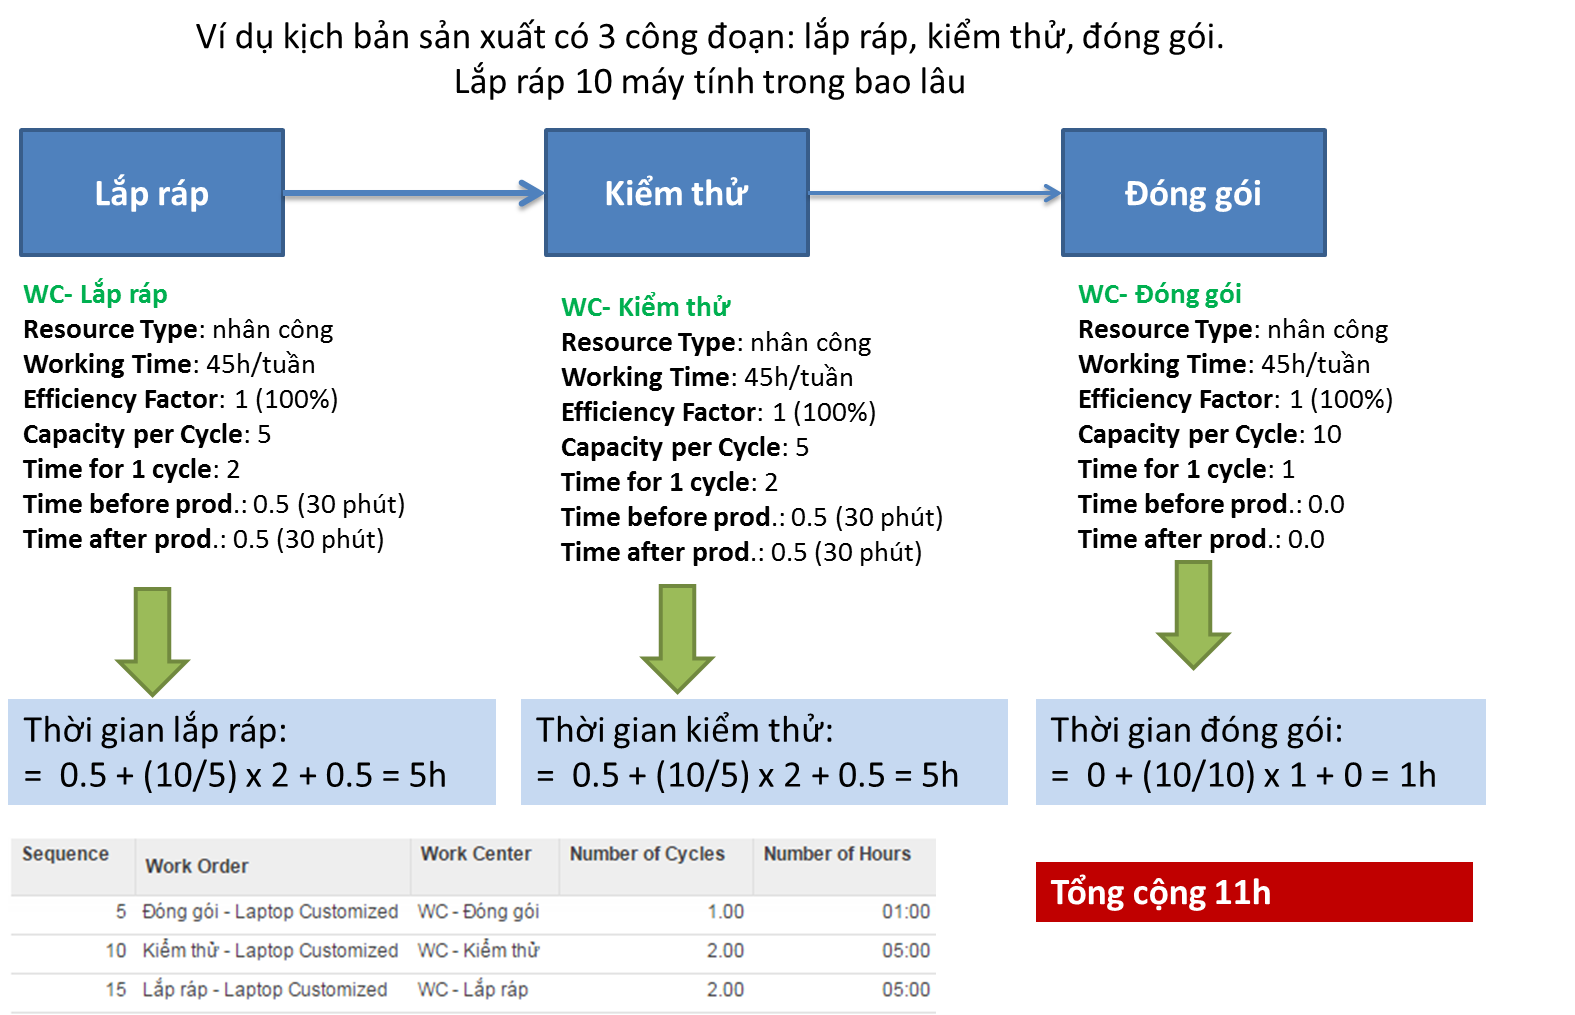 Ví dụ kịch bản sản xuất có 3 công đoạn: lắp ráp, kiểm thử, đóng gói.
Lắp ráp 10 máy tính trong bao lâu
Lắp ráp
Kiểm thử
Đóng gói
WC- Lắp ráp
Resource Type: nhân công
Working Time: 45h/tuần
Efficiency Factor: 1 (100%)
Capacity per Cycle: 5
Time for 1 cycle: 2
Time before prod.: 0.5 (30 phút)
Time after prod.: 0.5 (30 phút)
WC- Kiểm thử
Resource Type: nhân công
Working Time: 45h/tuần
Efficiency Factor: 1 (100%)
Capacity per Cycle: 5
Time for 1 cycle: 2
Time before prod.: 0.5 (30 phút)
Time after prod.: 0.5 (30 phút)
WC- Đóng gói
Resource Type: nhân công
Working Time: 45h/tuần
Efficiency Factor: 1 (100%)
Capacity per Cycle: 10
Time for 1 cycle: 1
Time before prod.: 0.0
Time after prod.: 0.0
Thời gian lắp ráp:
= 0.5 + (10/5) x 2 + 0.5 = 5h
Thời gian kiểm thử:
= 0.5 + (10/5) x 2 + 0.5 = 5h
Thời gian đóng gói:
= 0 + (10/10) x 1 + 0 = 1h
Sequence Work Order Work Center Number of Cycles Number of Hours
5 Đóng gói - Laptop Customized WC - Đóng gói 1.00 01:00
10 Kiểm thử - Laptop Customized WC - Kiểm thử 2.00 05:00
15 Lắp ráp - Laptop Customized WC - Lắp ráp 2.00 05:00
Tổng cộng 11h